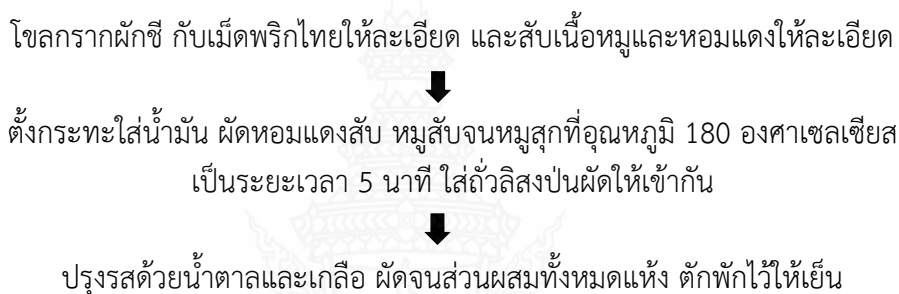 โขลกรากผักชี กับเม็ดพริกไทยให้ละเอียด และสับเนื้อหมูและหอมแดงให้ละเอียด
ตั้งกระทะใส่น้ำมัน ผัดหอมแดงสับ หมูสับจนหมูสุกที่อุณหภูมิ 180 องศาเซลเซียส
เป็นระยะเวลา 5 นาที ใส่ถั่วลิสงป่นผัดให้เข้ากัน
ปรุงรสด้วยน้ำตาลและเกลือ ผัดจนส่วนผสมทั้งหมดแห้ง ตักพักไว้ให้เย็น